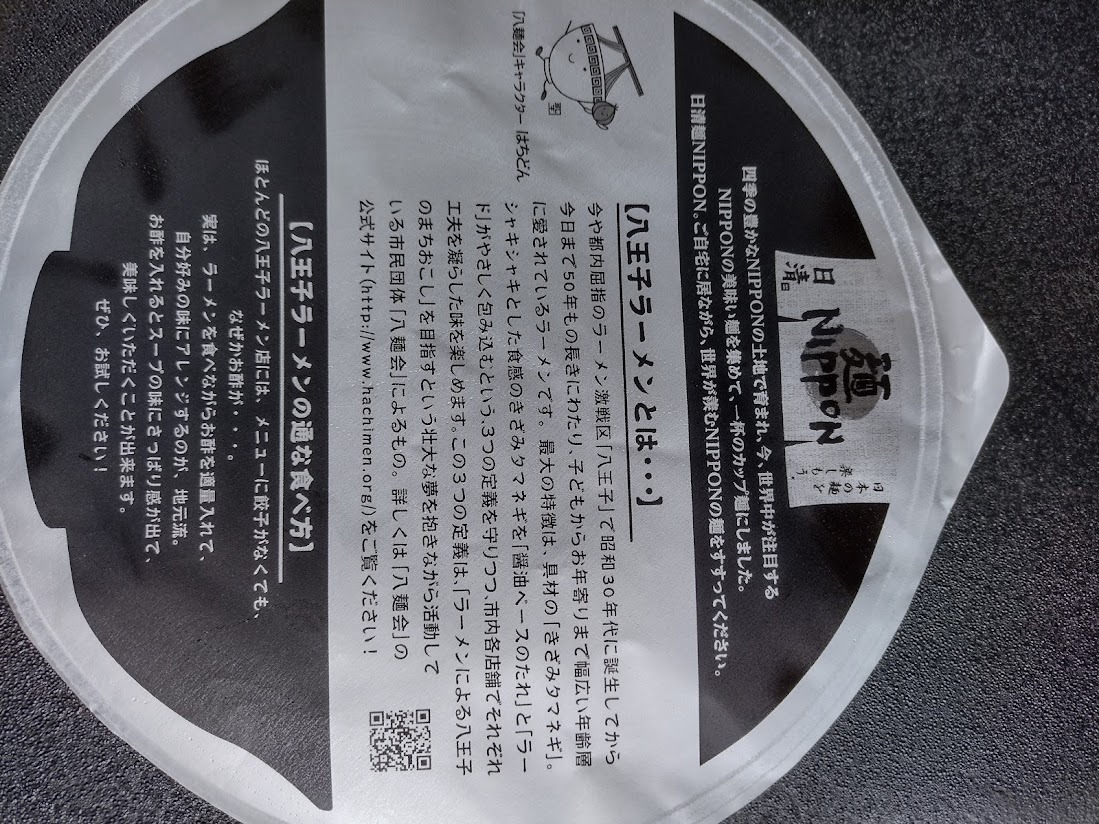 日清
麺
NIPPON
日本の麺を
楽しもう。
四季の豊かなNIPPONの土地で育まれ、今、世界中が注目する
NIPPONの美味い麺を集めて、一杯のカップ麺にしました。
日清麺NIPPON。ご自宅に居ながら、世界が羨むNIPPONの麺をすすってください。
「八麺会」キャラクター はちどん
【八王子ラーメンとは・・・】
今や都内屈指のラーメン激戦区「八王子」で昭和30年代に誕生してから
今日まで50年もの長きにわたり、子どもからお年寄りまで幅広い年齢層
に愛されているラーメンです。最大の特徴は、具材の「きざみタマネギ」。
シャキシャキとした食感のきざみタマネギを「醤油ベースのたれ」と「ラー
ド」がやさしく包み込むという、3つの定義を守りつつ、市内各店舗でそれぞれ
工夫を凝らした味を楽しめます。この3つの定義は、「ラーメンによる八王子
のまちおこし」を目指すという壮大な夢を抱きながら活動して
いる市民団体「八麺会」によるもの。詳しくは「八麺会」の
公式サイト(http://www.hachimen.org/)をご覧ください!
【八王子ラーメンの通な食べ方】
ほとんどの八王子ラーメン店には、メニューに餃子がなくても、
なぜかお酢が・・・。
実は、ラーメンを食べながらお酢を適量入れて、
自分好みの味にアレンジするのが、地元流。
お酢を入れるとスープの味にさっぱり感が出て、
美味しくいただくことが出来ます。
ぜひ、お試しください!